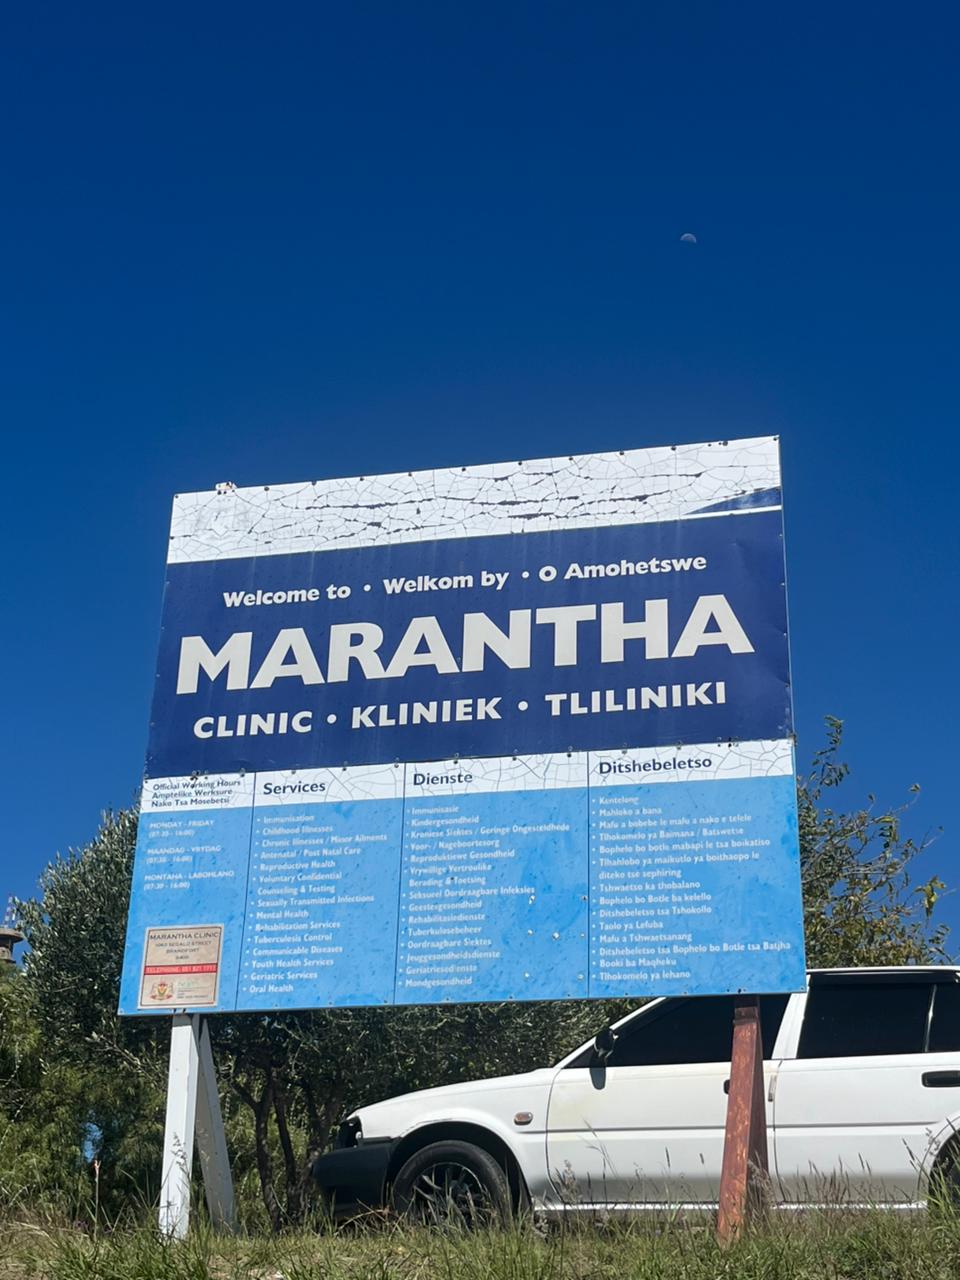 Welcome to • Welkom by • O Amohetswe
MARANTHA
CLINIC • KLINIEK • TLILINIKI
Official Working Hours
Amptelike Werksure
Nako Tsa Mosebetsi
MONDAY - FRIDAY
(07:30 - 16:00)
MAANDAG - VRYDAG
(07:30 - 16:00)
MONTAHA - LABOHLANO
(07:30 - 16:00)
MARANTHA CLINIC
BRANDFORT
9400
Services
• Immunisation
• Childhood Illnesses
• Chronic Illnesses / Minor Ailments
• Antenatal / Post Natal Care
• Reproductive Health
• Voluntary Confidential
Counseling & Testing
• Sexually Transmitted Infections
• Mental Health
• Rehabilitation Services
• Tuberculesis Control
• Communicable Diseases
• Youth Health Services
• Geriatric Services
• Oral Health
Dienste
• Immunisasie
• Kindergesondheid
• Kroniese Siektes / Geringe Ongesteldhede
• Voor- / Nageboortesorg
• Reproduktiewe Gesondheid
• Vrywillige Vertroulike
Berading & Toetsing
• Seksueel Oordraagbare Infeksies
• Geestesgesondheid
• Rehabilitasiedienste
• Tuberkulosebeheer
• Oordraagbare Siektes
• Jeuggesondheidsdienste
• Geriatriesedienste
• Mondgesondheid
Ditshebeletso
• Kentelong
• Mahloko a bana
• Mafu a bobebe le mafu a nako e telele
• Tlhokomelo ya Baimana / Batswetse
• Bophelo bo botle mabapi le tsa boikatiso
• Tlhahlobo ya maikutlo ya boithaopo le
diteko tse sephiring
• Tshwaetso ka thobalano
• Bophelo bo Botle ba kelello
• Ditshebeletso tsa Tshokollo
• Taolo ya Lefuba
• Mafu a Tshwaetsanang
• Ditshebeletso tsa Bophelo bo Botle tsa Batjha
• Booki ba Maqheku
• Tlhokomelo ya lehano